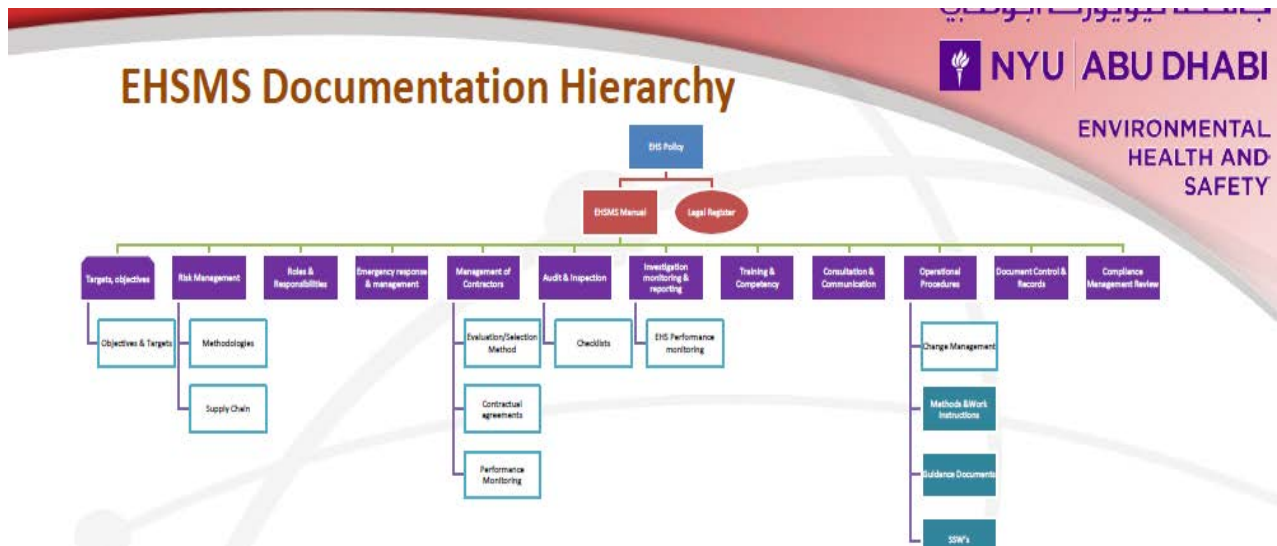 EHSMS Documentation Hierarchy
NYU ABU DHABI
ENVIRONMENTAL
HEALTH AND
SAFETY
EHS Policy
EHSMS Manual
Legal Register
Targets, objectives
Risk Management
Roles &
Responsibilities
Emergency response
& management
Management of
Contractors
Audit & Inspection
Investigation
monitoring &
reporting
Training &
Competency
Consultation &
Communication
Operational
Procedures
Document Control &
Records
Compliance
Management Review
Objectives & Targets
Methodologies
Supply Chain
Evaluation/Selection
Method
Contractual
agreements
Performance
Monitoring
Checklists
EHS Performance
monitoring
Change Management
Methods &Work
Instructions
Guidance Documents
SSW's